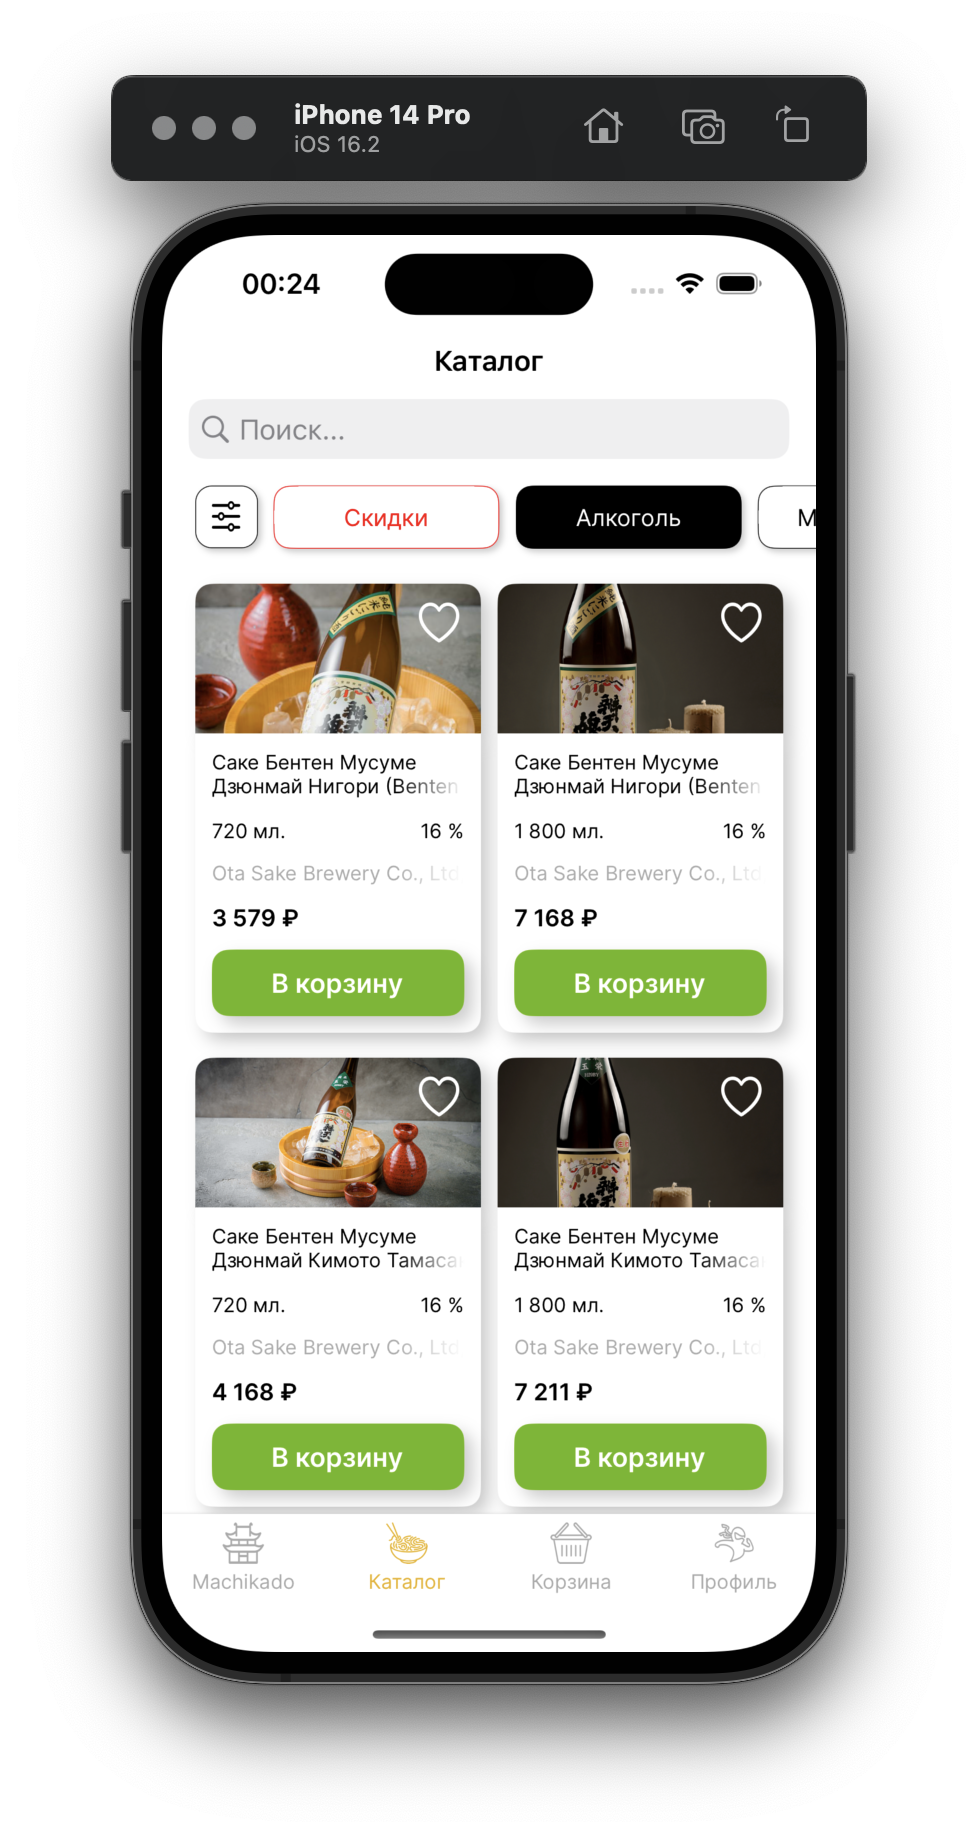 iPhone 14 Pro
iOS 16.2
00:24
Каталог
Поиск...
Скидки
Алкоголь
М
Саке Бентен Мусуме
Дзюнмай Нигори (Benten
Саке Бентен Мусуме
Дзюнмай Нигори (Benten
720 мл.
16 %
1 800 мл.
16 %
Ota Sake Brewery Co., Ltd
Ota Sake Brewery Co., Ltd
3 579 ₽
7 168 ₽
В корзину
В корзину
Саке Бентен Мусуме
Дзюнмай Кимото Тамаса
Саке Бентен Мусуме
Дзюнмай Кимото Тамаса
720 мл.
16 %
1 800 мл.
16 %
Ota Sake Brewery Co., Ltd
Ota Sake Brewery Co., Ltd
4 168 ₽
7 211 ₽
В корзину
В корзину
Machikado
Каталог
Корзина
Профиль